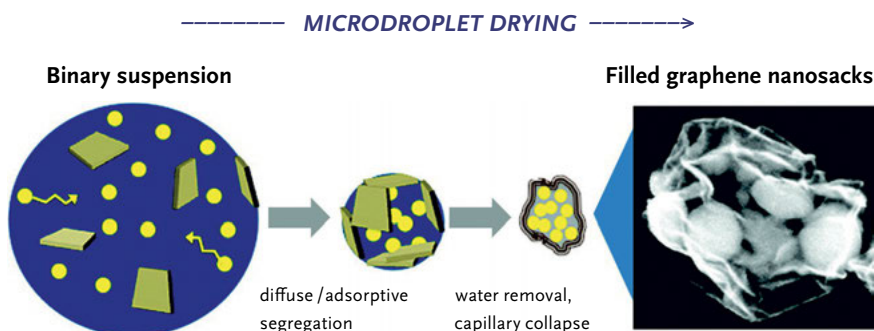 MICRODROPLET DRYING
Binary suspension
Filled graphene nanosacks
diffuse / adsorptive
segregation
water removal,
capillary collapse